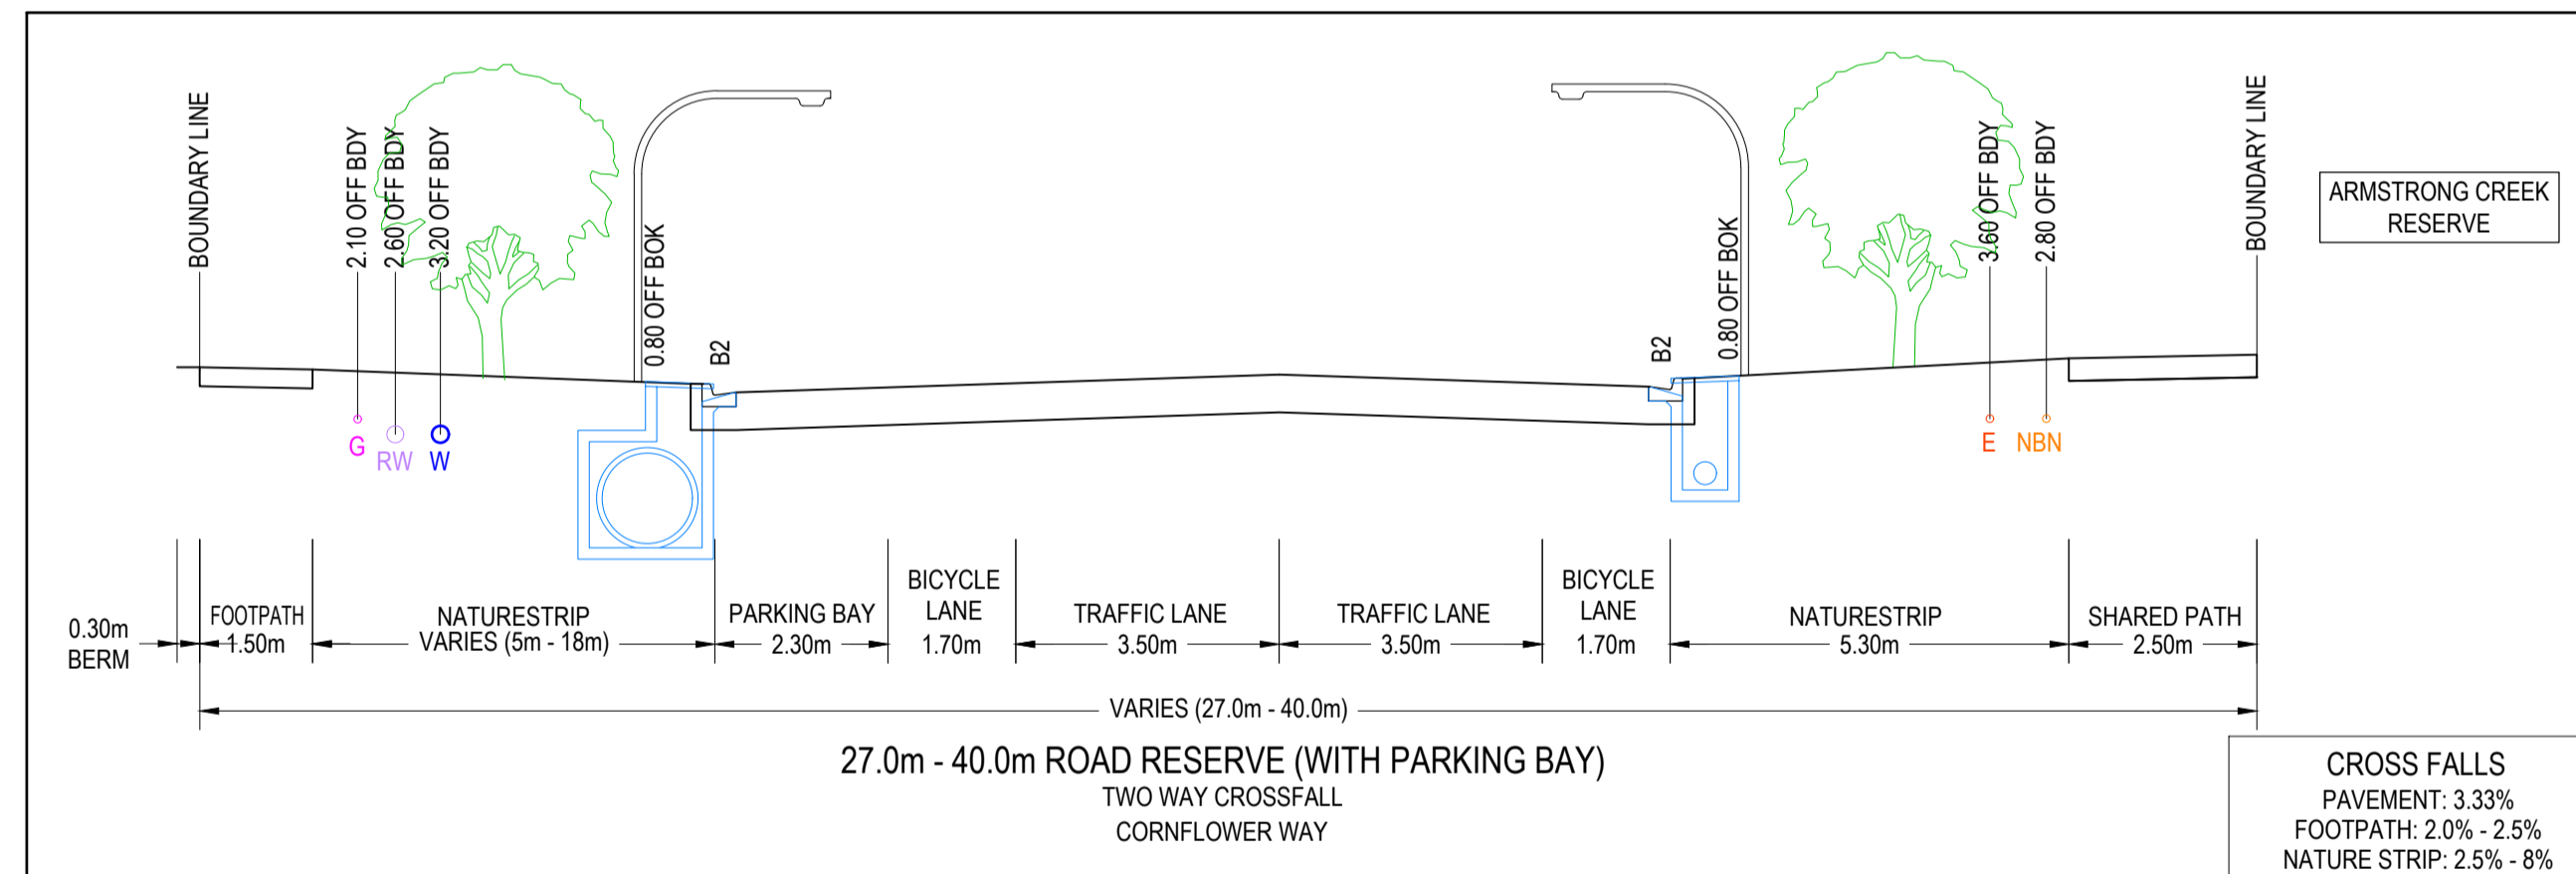 BOUNDARY LINE
2.10 OFF BDY
2.60 OFF BDY
3.20 OFF BDY
0.80 OFF BOK
B2
B2
0.80 OFF BOK
3.60 OFF BDY
2.80 OFF BDY
BOUNDARY LINE
ARMSTRONG CREEK
RESERVE
G
RW
W
E
NBN
0.30m
BERM
FOOTPATH
1.50m
NATURESTRIP
VARIES (5m - 18m)
PARKING BAY
2.30m
BICYCLE
LANE
1.70m
TRAFFIC LANE
3.50m
TRAFFIC LANE
3.50m
BICYCLE
LANE
1.70m
NATURESTRIP
5.30m
SHARED PATH
2.50m
VARIES (27.0m - 40.0m)
27.0m - 40.0m ROAD RESERVE (WITH PARKING BAY)
TWO WAY CROSSFALL
CORNFLOWER WAY
CROSS FALLS
PAVEMENT: 3.33%
FOOTPATH: 2.0% - 2.5%
NATURE STRIP: 2.5% - 8%